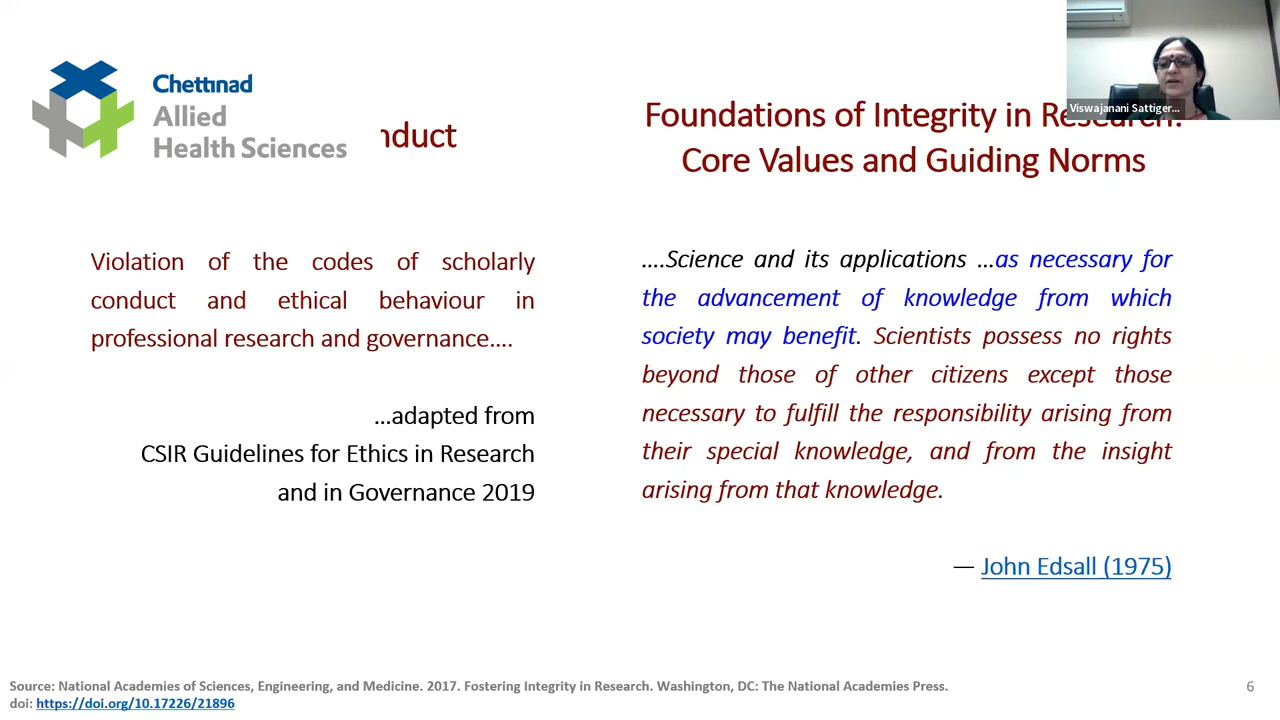 Chettinad
Allied
Health Sciences
nduct
Violation of the codes of scholarly
conduct and ethical behaviour in
professional research and governance....
...adapted from
CSIR Guidelines for Ethics in Research
and in Governance 2019
Viswajanani Sattiger...
Foundations of Integrity in Research:
Core Values and Guiding Norms
....Science and its applications ...as necessary for
the advancement of knowledge from which
society may benefit. Scientists possess no rights
beyond those of other citizens except those
necessary to fulfill the responsibility arising from
their special knowledge, and from the insight
arising from that knowledge.
— John Edsall (1975)
Source: National Academies of Sciences, Engineering, and Medicine. 2017. Fostering Integrity in Research. Washington, DC: The National Academies Press.
doi: https://doi.org/10.17226/21896
6